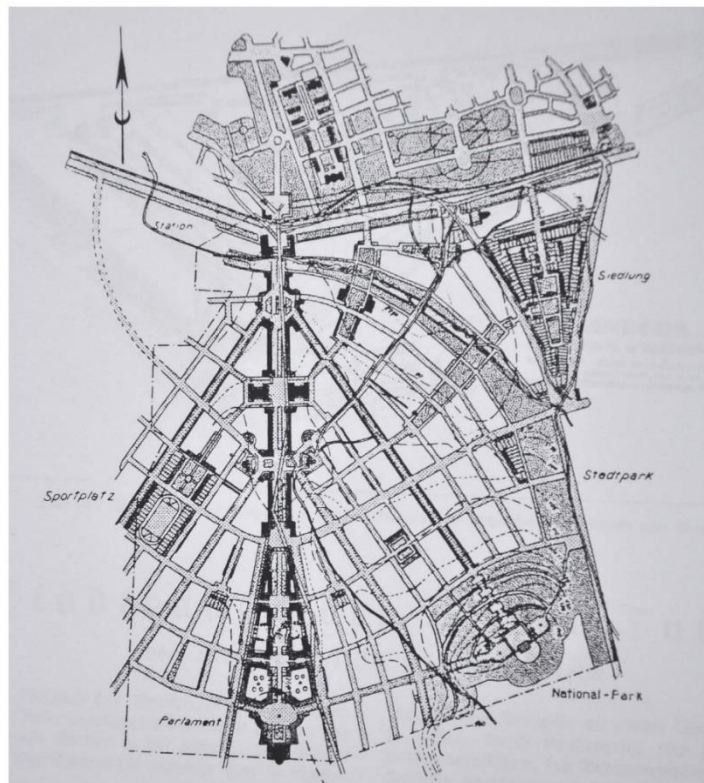 Station
Siedlung
Sportplatz
Stadtpark
National-Park
Parlament